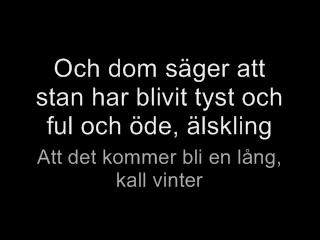 Och dom säger att
stan har blivit tyst och
ful och öde, älskling
Att det kommer bli en lång,
kall vinter